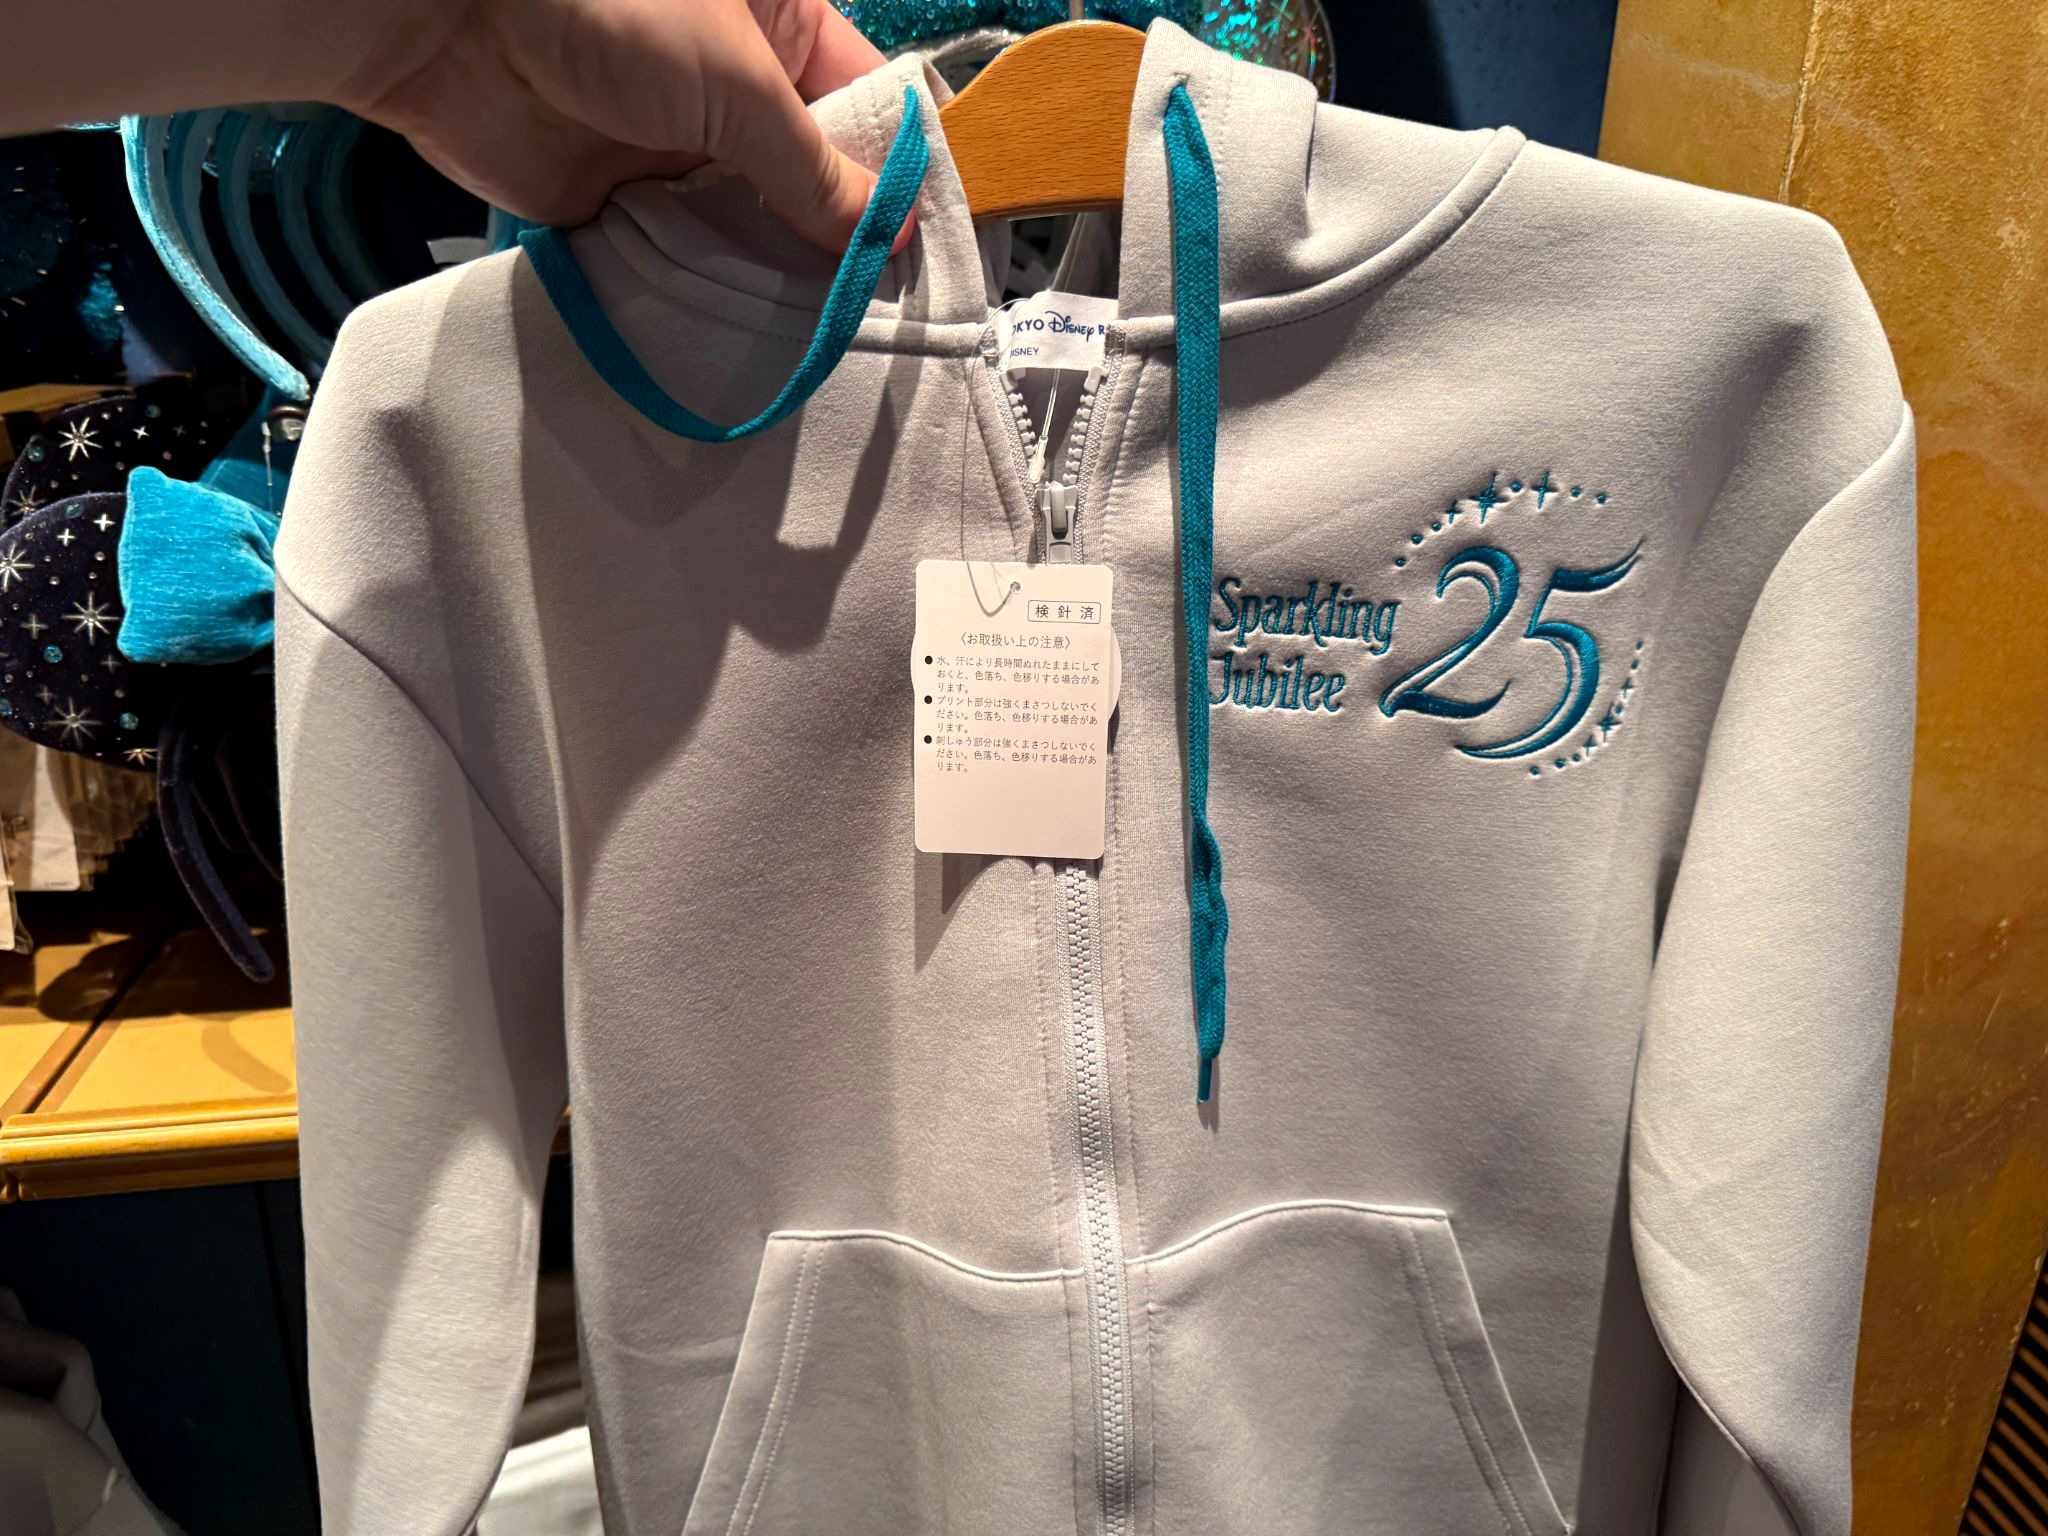 OKYO Disney R
ISNEY
検針済
〈お取扱い上の注意〉
● 水、汗により長時間ぬれたままにして
おくと、色落ち、色移りする場合があ
ります。
● プリント部分は強くまさつしないでく
ださい。色落ち、色移りする場合があ
ります。
● 刺しゅう部分は強くまさつしないでく
ださい。色落ち、色移りする場合があ
ります。
Sparkling
Jubilee
25